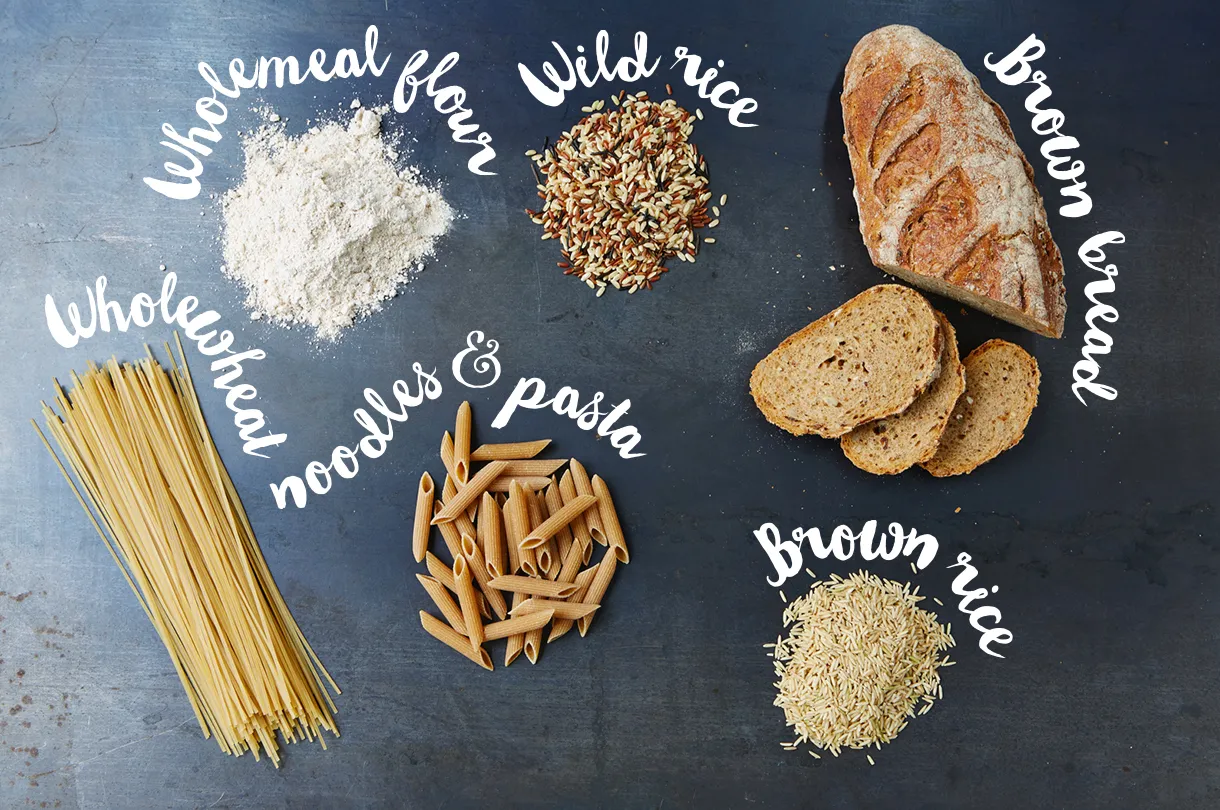 Wholemeal flour
Wild rice
Brown bread
Wholewheat
noodles & pasta
Brown rice